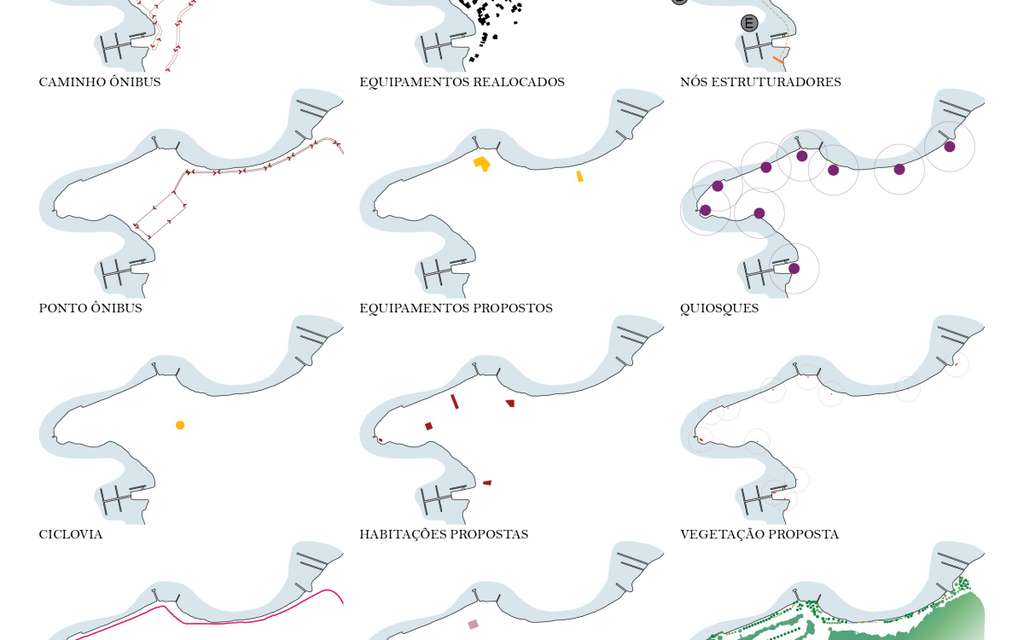 E
CAMINHO ÔNIBUS
EQUIPAMENTOS REALOCADOS
NÓS ESTRUTURADORES
PONTO ÔNIBUS
EQUIPAMENTOS PROPOSTOS
QUIOSQUES
CICLOVIA
HABITAÇÕES PROPOSTAS
VEGETAÇÃO PROPOSTA